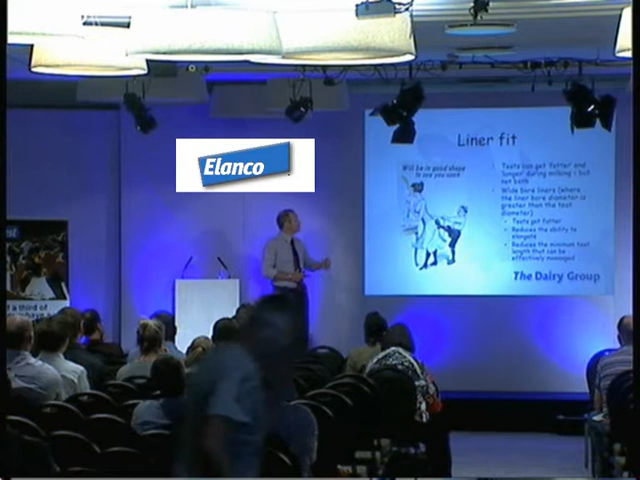 Elanco
Liner fit
Will be in good shape
to see you soon
Teats can get 'fatter' and
'longer' during milking - but
not both
Wide bore liners (where
the liner bore diameter is
greater than the teat
diameter)
Teats get fatter
Reduces the ability to
elongate
Reduces the minimum teat
length that can be
effectively massaged
The Dairy Group
a third of